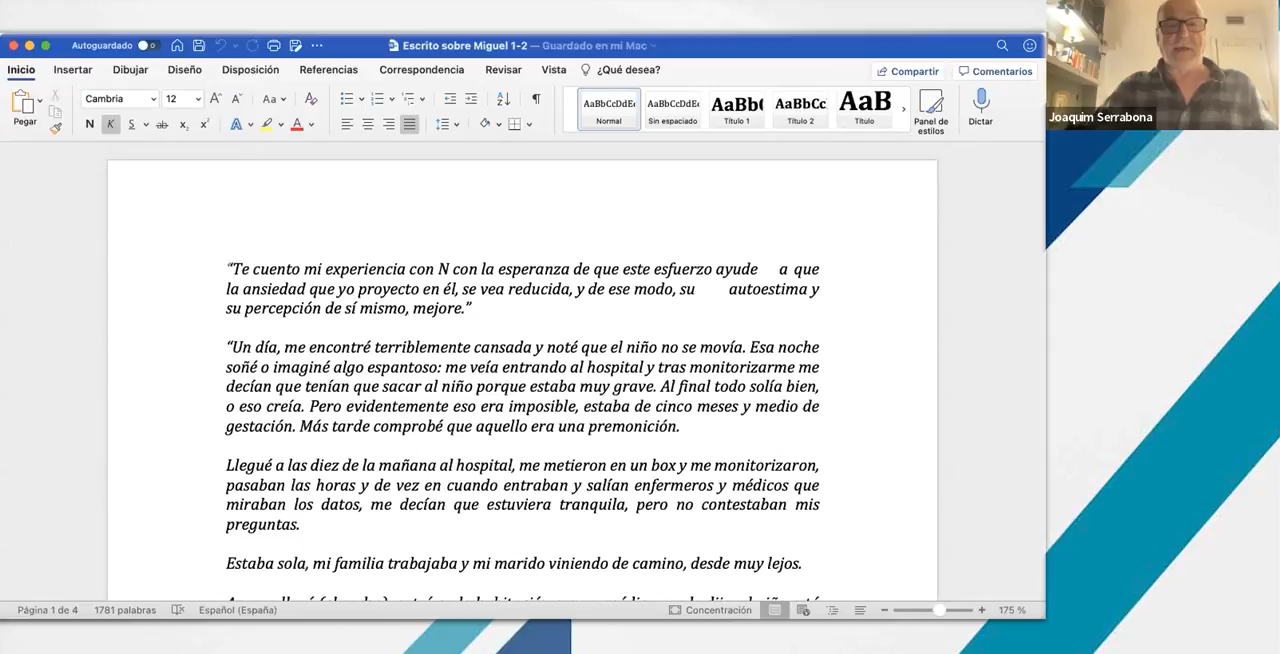 Autoguardado
Escrito sobre Miguel 1-2 — Guardado en mi Mac
Inicio Insertar Dibujar Diseño Disposición Referencias Correspondencia Revisar Vista ¿Qué desea? Compartir Comentarios
Pegar
Cambria 12
Aa
N K S ab x₂ x² A A
AaBbCcDdEe AaBbCcDdEe AaBb( AaBbCc AaB
Normal Sin espaciado Título 1 Título 2 Título
Panel de estilos
Dictar
Joaquim Serrabona
“Te cuento mi experiencia con N con la esperanza de que este esfuerzo ayude a que
la ansiedad que yo proyecto en él, se vea reducida, y de ese modo, su autoestima y
su percepción de sí mismo, mejore.”
“Un día, me encontré terriblemente cansada y noté que el niño no se movía. Esa noche
soñé o imaginé algo espantoso: me veía entrando al hospital y tras monitorizarme me
decían que tenían que sacar al niño porque estaba muy grave. Al final todo solía bien,
o eso creía. Pero evidentemente eso era imposible, estaba de cinco meses y medio de
gestación. Más tarde comprobé que aquello era una premonición.
Llegué a las diez de la mañana al hospital, me metieron en un box y me monitorizaron,
pasaban las horas y de vez en cuando entraban y salían enfermeros y médicos que
miraban los datos, me decían que estuviera tranquila, pero no contestaban mis
preguntas.
Estaba sola, mi familia trabajaba y mi marido viniendo de camino, desde muy lejos.
Página 1 de 4 1781 palabras Español (España) Concentración 175 %